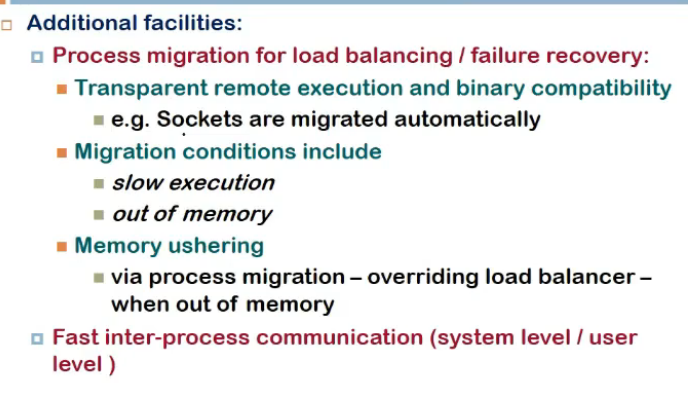 Additional facilities:
Process migration for load balancing / failure recovery:
Transparent remote execution and binary compatibility
e.g. Sockets are migrated automatically
Migration conditions include
slow execution
out of memory
Memory ushering
via process migration – overriding load balancer –
when out of memory
Fast inter-process communication (system level / user
level )